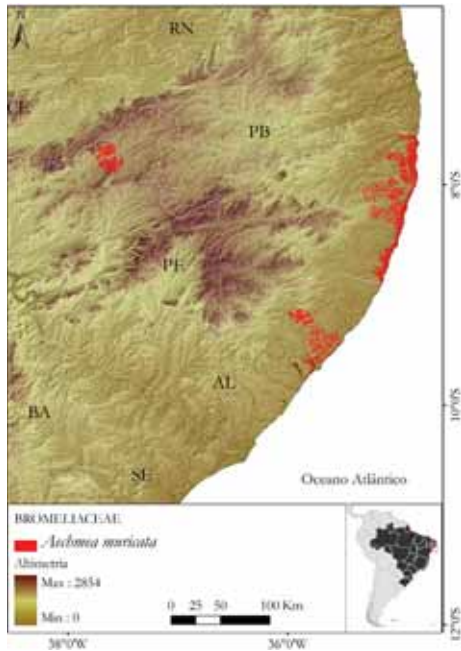 N
RN
CE
PB
8°0'S
PE
AL
10°0'S
BA
SE
Oceano Atlântico
BROMELIACEAE
Aechmea muricata
Altimetria
Max : 2854
Min : 0
0 25 50 100 Km
12°0'S
38°0'W 36°0'W